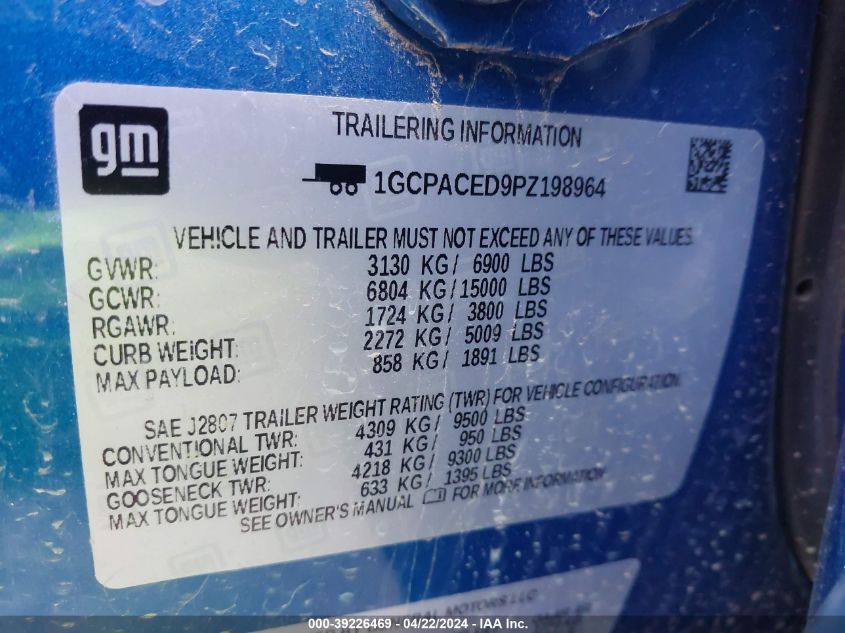 gm
TRAILERING INFORMATION
1GCPACED9PZ198964
VEHICLE AND TRAILER MUST NOT EXCEED ANY OF THESE VALUES.
GVWR: 3130 KG/ 6900 LBS
GCWR: 6804 KG/15000 LBS
RGAWR: 1724 KG/ 3800 LBS
CURB WEIGHT: 2272 KG/ 5009 LBS
MAX PAYLOAD: 858 KG/ 1891 LBS
SAE J2807 TRAILER WEIGHT RATING (TWR) FOR VEHICLE CONFIGURATION.
CONVENTIONAL TWR: 4309 KG/ 9500 LBS
MAX TONGUE WEIGHT: 431 KG/ 950 LBS
GOOSENECK TWR: 4218 KG/ 9300 LBS
MAX TONGUE WEIGHT: 633 KG/ 1395 LBS
SEE OWNER'S MANUAL FOR MORE INFORMATION
MOTORS LLC
000-39226469 - 04/22/2024 - IAA Inc.